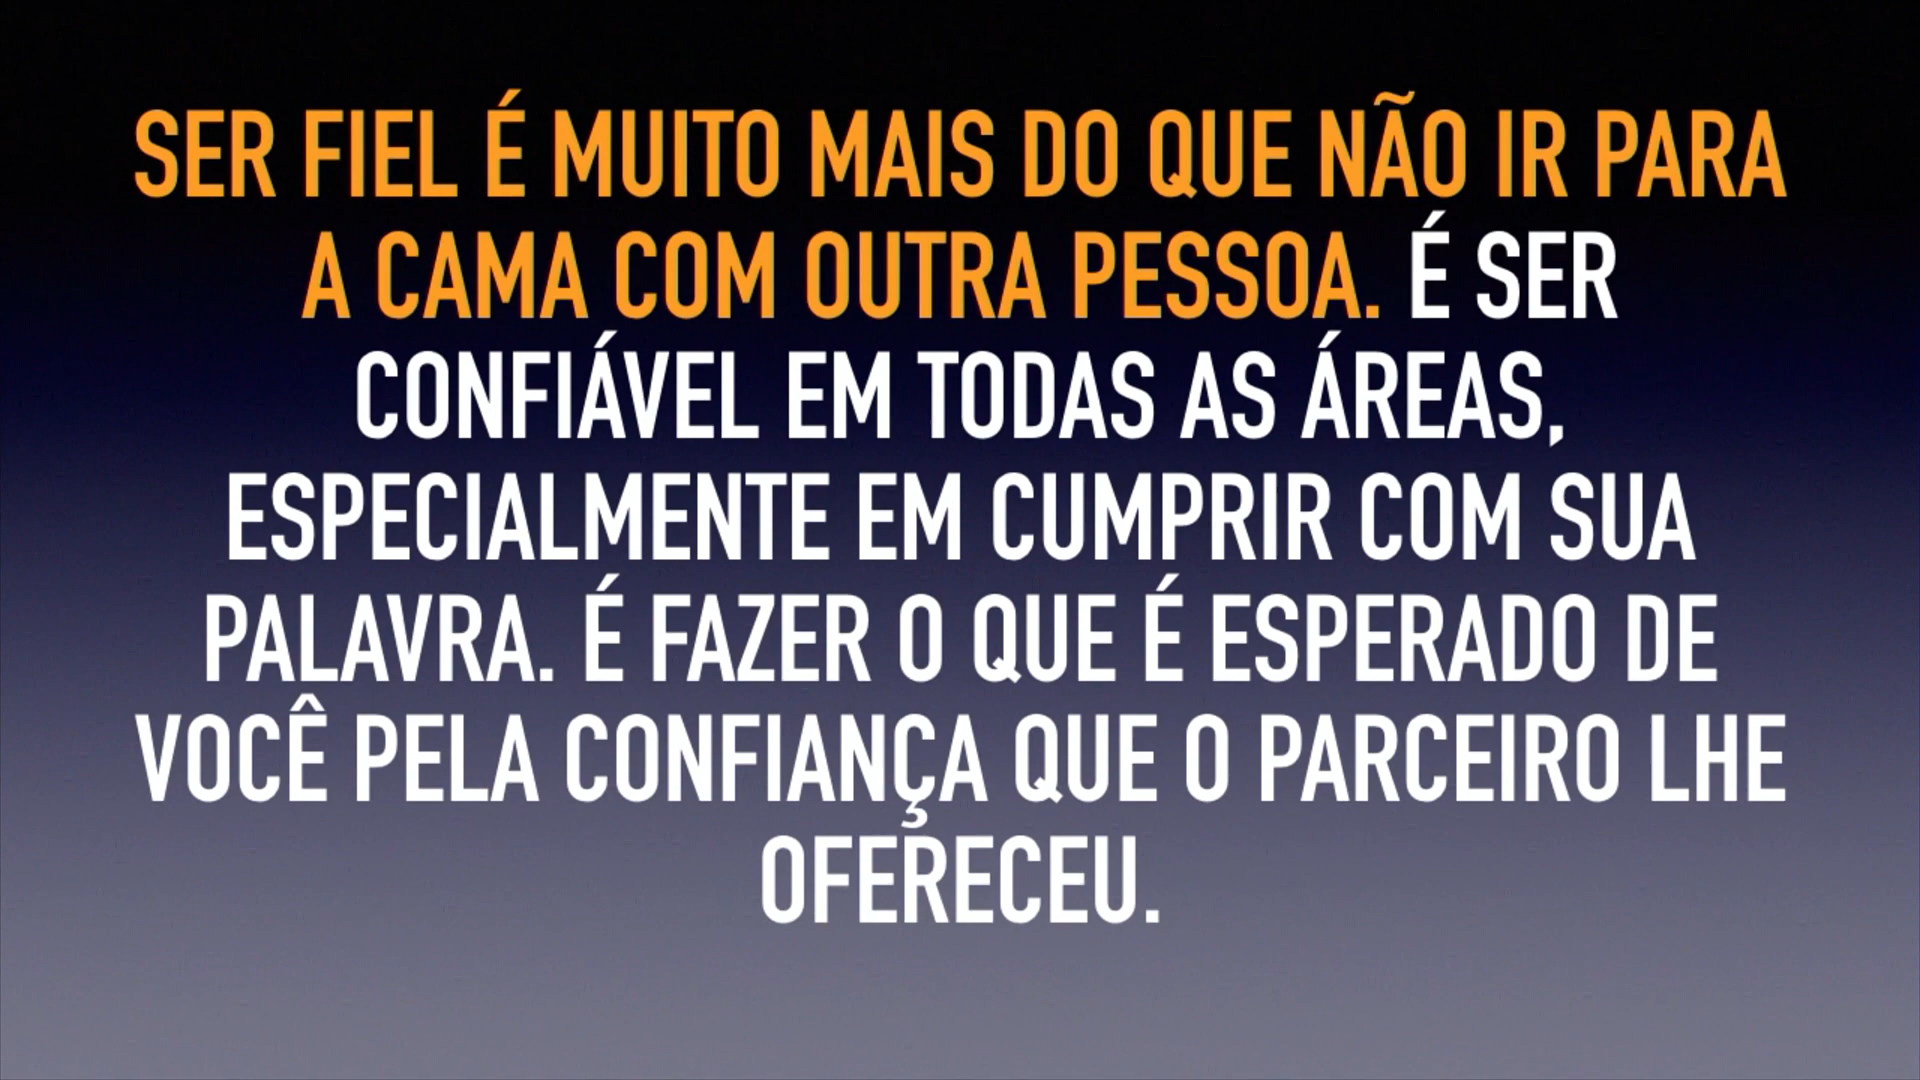 SER FIEL É MUITO MAIS DO QUE NÃO IR PARA
A CAMA COM OUTRA PESSOA. É SER
CONFIÁVEL EM TODAS AS ÁREAS,
ESPECIALMENTE EM CUMPRIR COM SUA
PALAVRA. É FAZER O QUE É ESPERADO DE
VOCÊ PELA CONFIANÇA QUE O PARCEIRO LHE
OFERECEU.